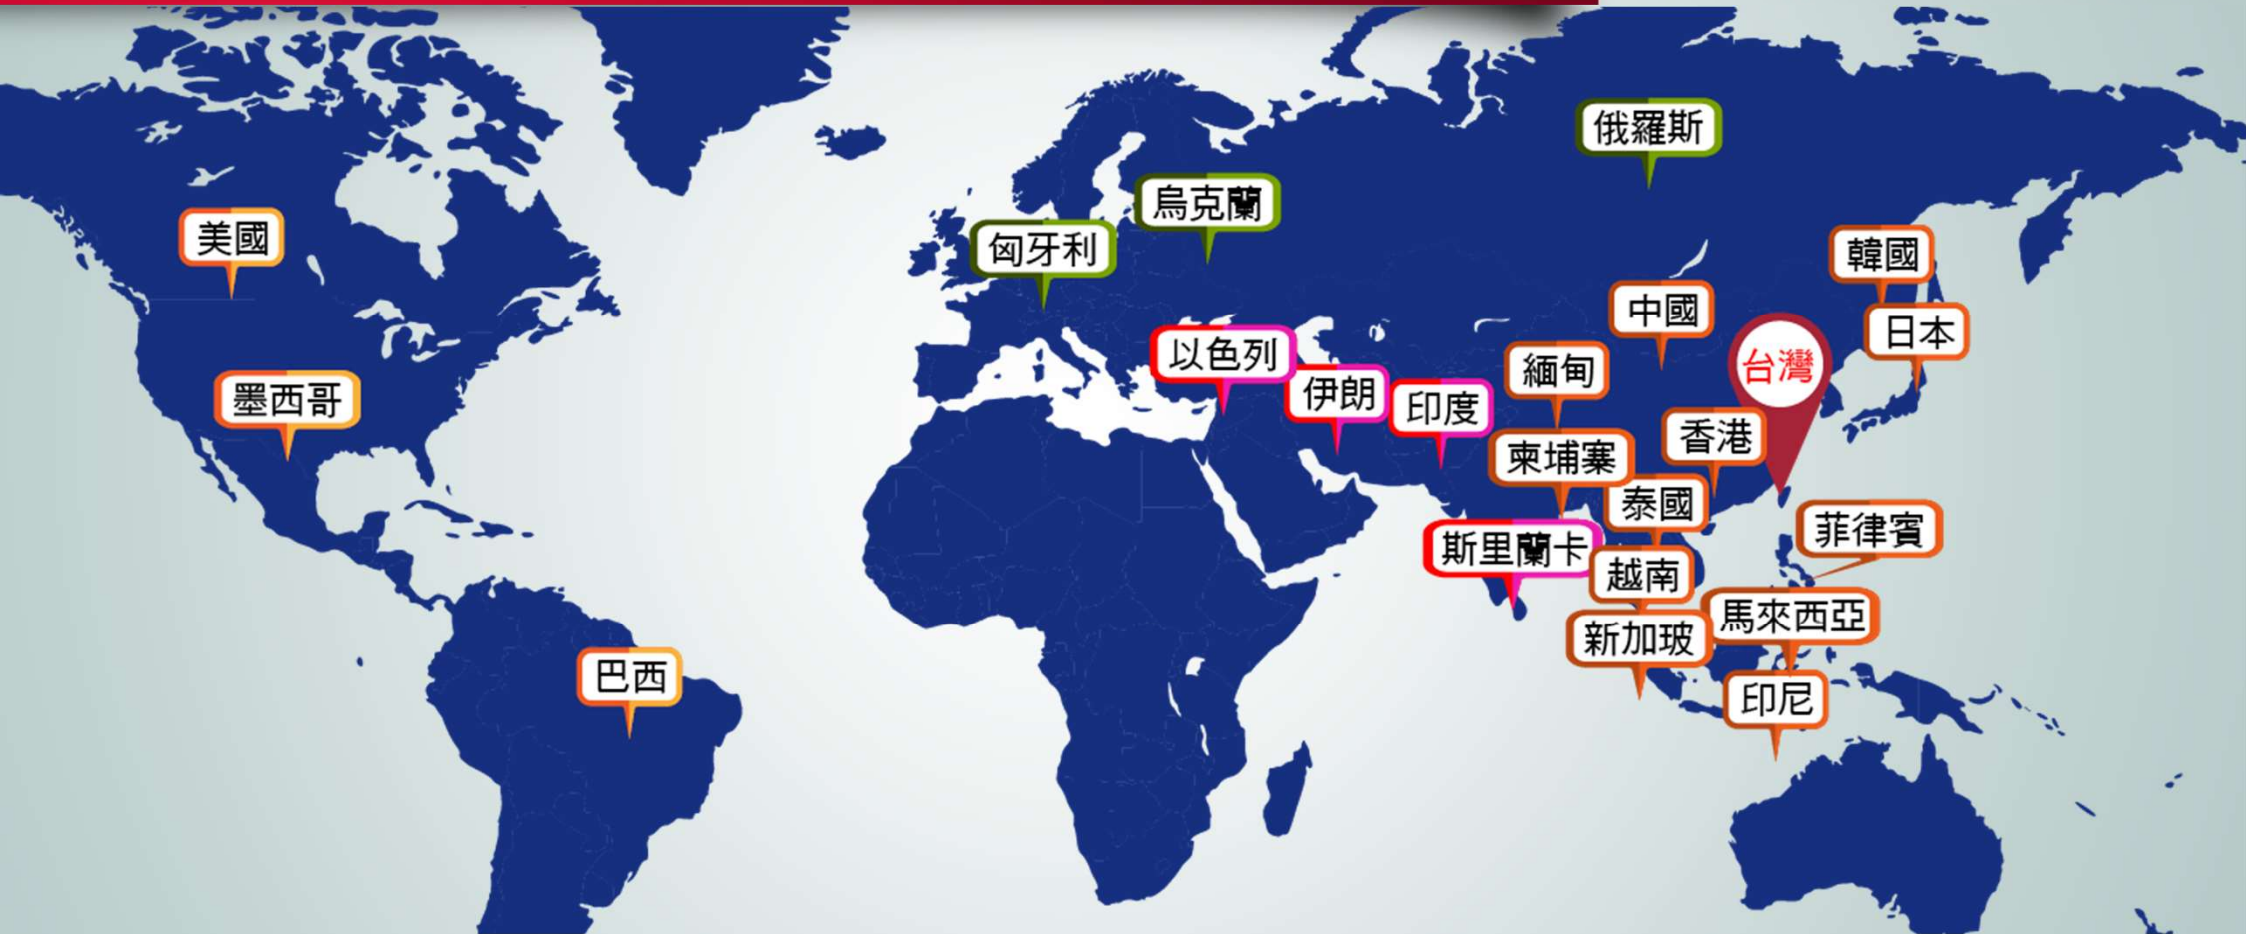 俄羅斯
烏克蘭
匈牙利
美國
韓國
中國
日本
以色列
台灣
緬甸
伊朗
印度
墨西哥
香港
柬埔寨
泰國
菲律賓
斯里蘭卡
越南
馬來西亞
新加玻
巴西
印尼